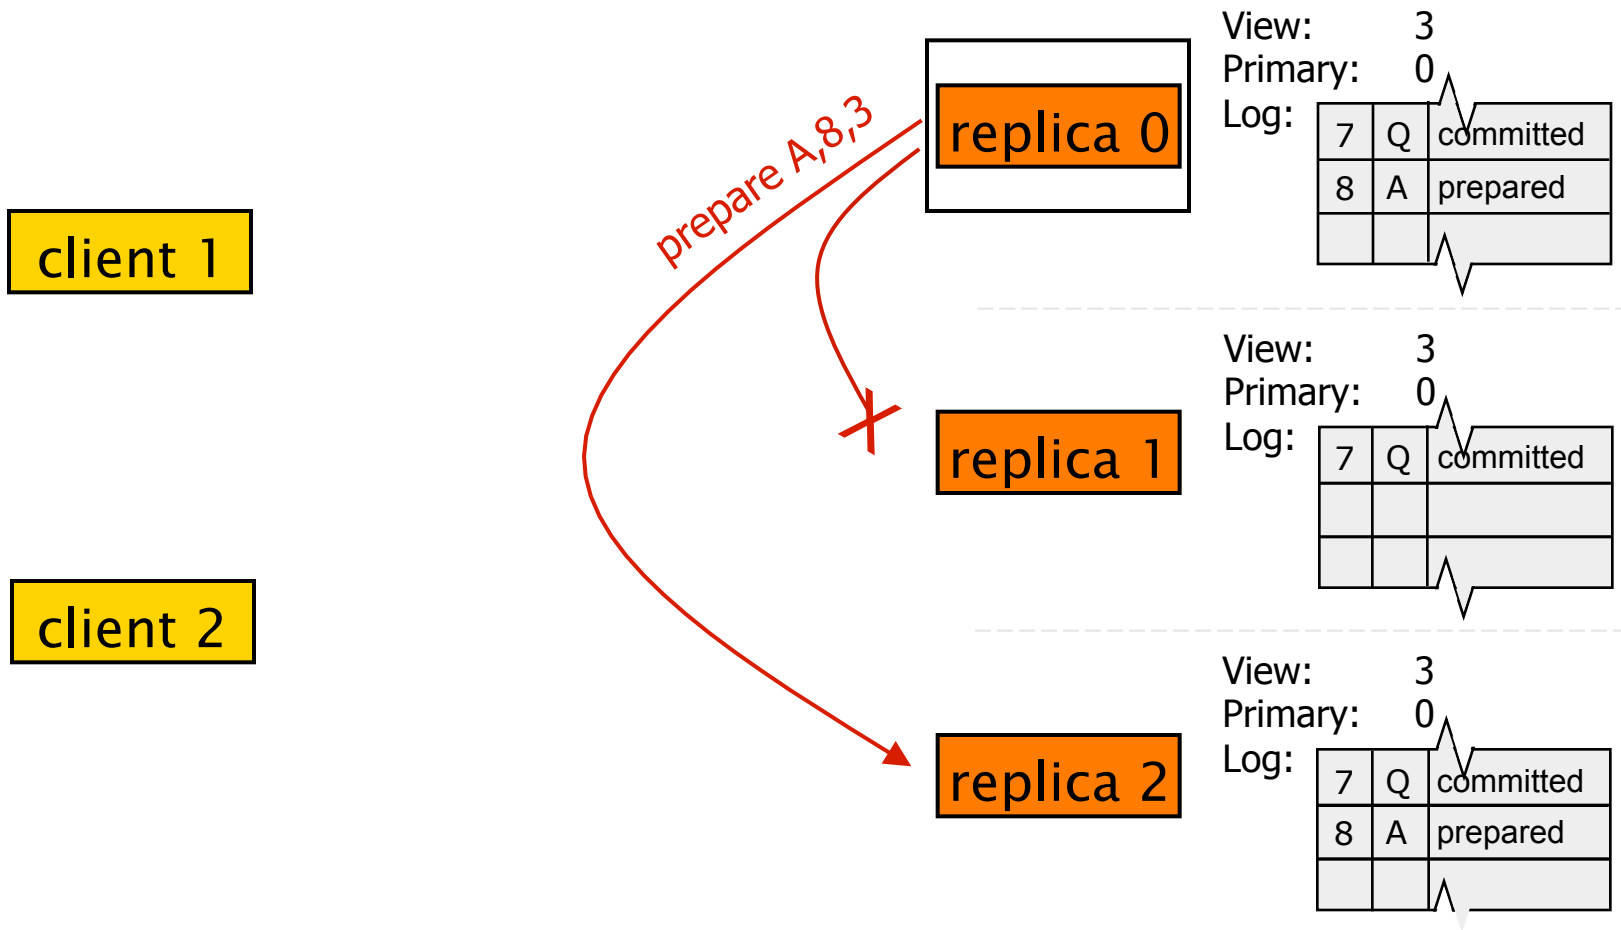 View: 3
Primary: 0
Log:
7 Q committed
8 A prepared
replica 0
prepare A,8,3
client 1
View: 3
Primary: 0
Log:
7 Q committed
replica 1
client 2
View: 3
Primary: 0
Log:
7 Q committed
8 A prepared
replica 2